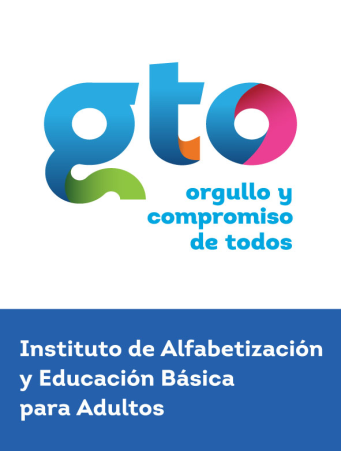 gto
orgullo y
compromiso
de todos
Instituto de Alfabetización
y Educación Básica
para Adultos